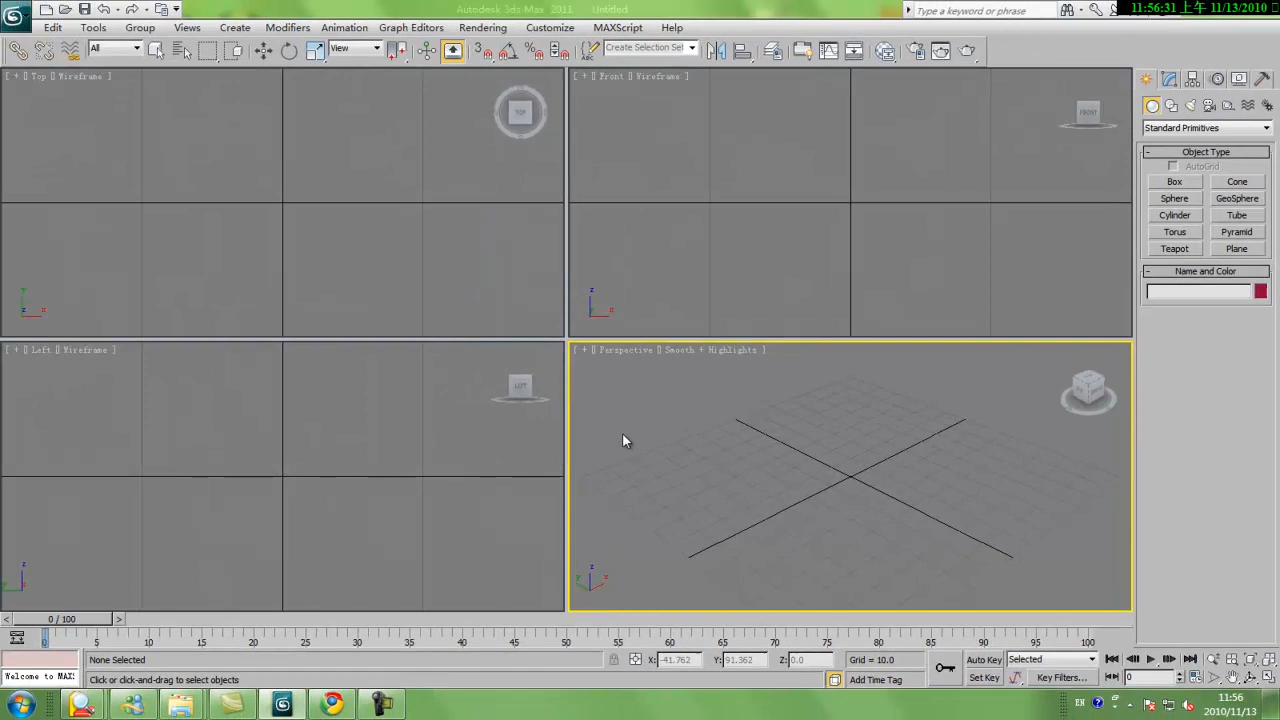 Autodesk 3ds Max 2011 Untitled
Type a keyword or phrase
11:56:31 上午 11/13/2010
Edit Tools Group Views Create Modifiers Animation Graph Editors Rendering Customize MAXScript Help
All
View
3
Create Selection Set
[ + [] Top [] Wireframe ]
TOP
[ + [] Front [] Wireframe ]
FRONT
Standard Primitives
- Object Type
AutoGrid
Box Cone
Sphere GeoSphere
Cylinder Tube
Torus Pyramid
Teapot Plane
- Name and Color
y z x
z x
[ + [] Left [] Wireframe ]
LEFT
[ + [] Perspective [] Smooth + Highlights ]
z
y
z
y x
< 0 / 100 >
0 5 10 15 20 25 30 35 40 45 50 55 60 65 70 75 80 85 90 95 100
None Selected
X: -41.762 Y: 91.362 Z: 0.0
Grid = 10.0
Auto Key
Selected
Welcome to MAX
Click or click-and-drag to select objects
Add Time Tag
Set Key
Key Filters...
0
EN
11:56
2010/11/13